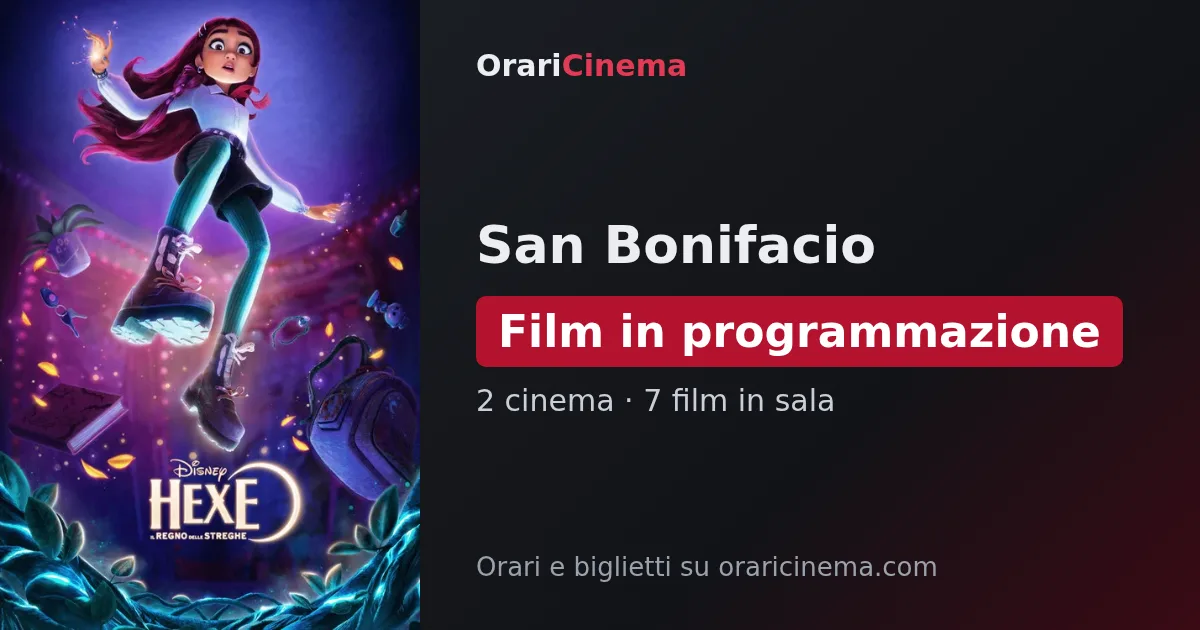 Disney
HEXE
IL REGNO DELLE STREGHE
OrariCinema
San Bonifacio
Film in programmazione
2 cinema · 7 film in sala
Orari e biglietti su oraricinema.com